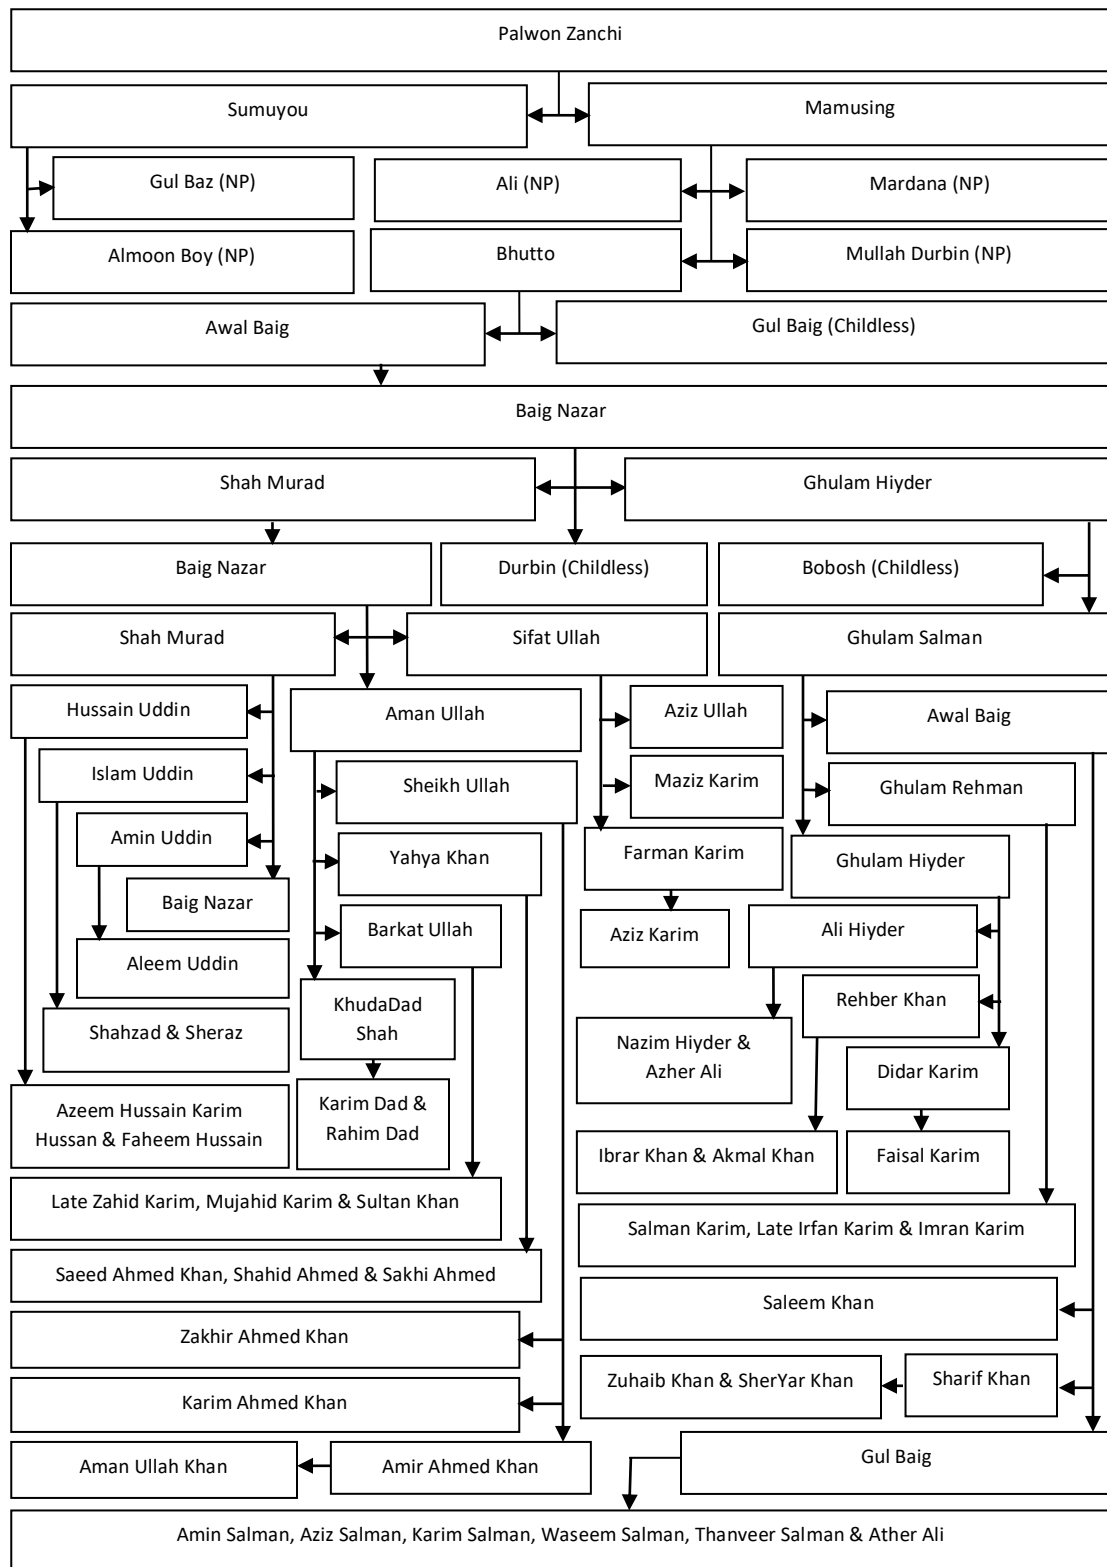 Palwon Zanchi
Sumuyou
Mamusing
Gul Baz (NP)
Ali (NP)
Mardana (NP)
Almoon Boy (NP)
Bhutto
Mullah Durbin (NP)
Awal Baig
Gul Baig (Childless)
Baig Nazar
Shah Murad
Ghulam Hiyder
Baig Nazar
Durbin (Childless)
Bobosh (Childless)
Shah Murad
Sifat Ullah
Ghulam Salman
Hussain Uddin
Aman Ullah
Aziz Ullah
Awal Baig
Islam Uddin
Sheikh Ullah
Maziz Karim
Ghulam Rehman
Amin Uddin
Yahya Khan
Farman Karim
Ghulam Hiyder
Baig Nazar
Barkat Ullah
Aziz Karim
Ali Hiyder
Aleem Uddin
KhudaDad
Shah
Rehber Khan
Shahzad & Sheraz
Nazim Hiyder &
Azher Ali
Didar Karim
Azeem Hussain Karim
Hussan & Faheem Hussain
Karim Dad &
Rahim Dad
Ibrar Khan & Akmal Khan
Faisal Karim
Late Zahid Karim, Mujahid Karim & Sultan Khan
Salman Karim, Late Irfan Karim & Imran Karim
Saeed Ahmed Khan, Shahid Ahmed & Sakhi Ahmed
Saleem Khan
Zakhir Ahmed Khan
Zuhaib Khan & SherYar Khan
Sharif Khan
Karim Ahmed Khan
Aman Ullah Khan
Amir Ahmed Khan
Gul Baig
Amin Salman, Aziz Salman, Karim Salman, Waseem Salman, Thanveer Salman & Ather Ali